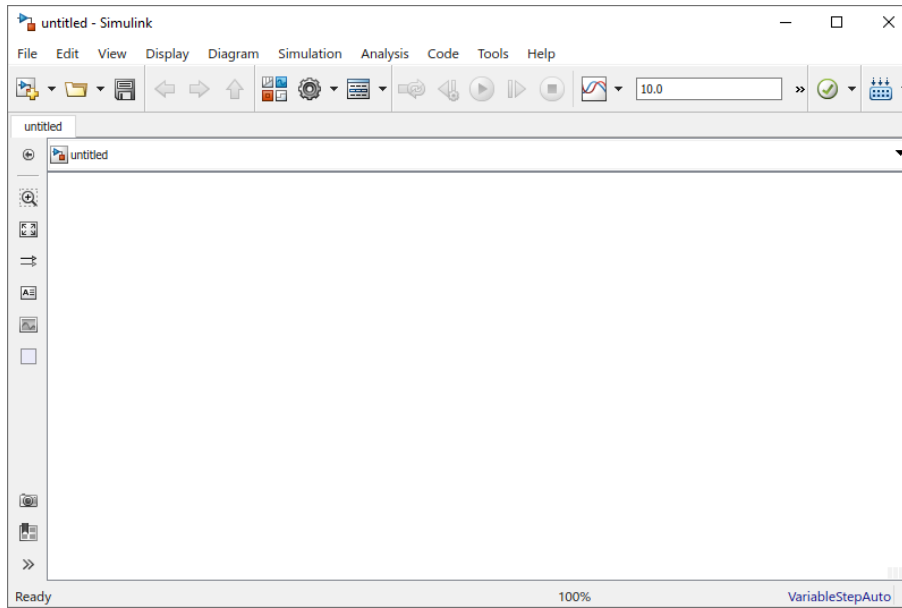 untitled - Simulink
File Edit View Display Diagram Simulation Analysis Code Tools Help
10.0 »
untitled
untitled
A
»
Ready 100% VariableStepAuto